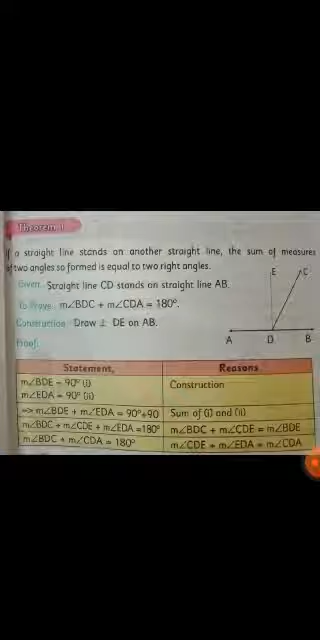 Theorem 1
If a straight line stands on another straight line, the sum of measures
of two angles so formed is equal to two right angles.
Given: Straight line CD stands on straight line AB.
To Prove: m∠BDC + m∠CDA = 180°.
Construction: Draw ⊥ DE on AB.
Proof:
E C
A D B
Statement, Reasons
m∠BDE = 90° (i) Construction
m∠EDA = 90° (ii)
=> m∠BDE + m∠EDA = 90°+90 Sum of (i) and (ii)
m∠BDC + m∠CDE + m∠EDA =180° m∠BDC + m∠CDE = m∠BDE
m∠BDC + m∠CDA = 180° m∠CDE + m∠EDA = m∠CDA